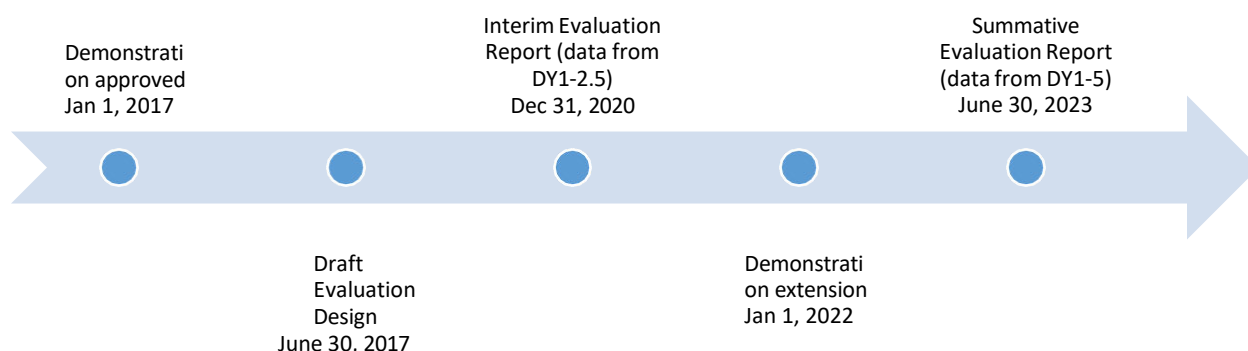 Demonstrati
on approved
Jan 1, 2017
Interim Evaluation
Report (data from
DY1-2.5)
Dec 31, 2020
Summative
Evaluation Report
(data from DY1-5)
June 30, 2023
Draft
Evaluation
Design
June 30, 2017
Demonstrati
on extension
Jan 1, 2022